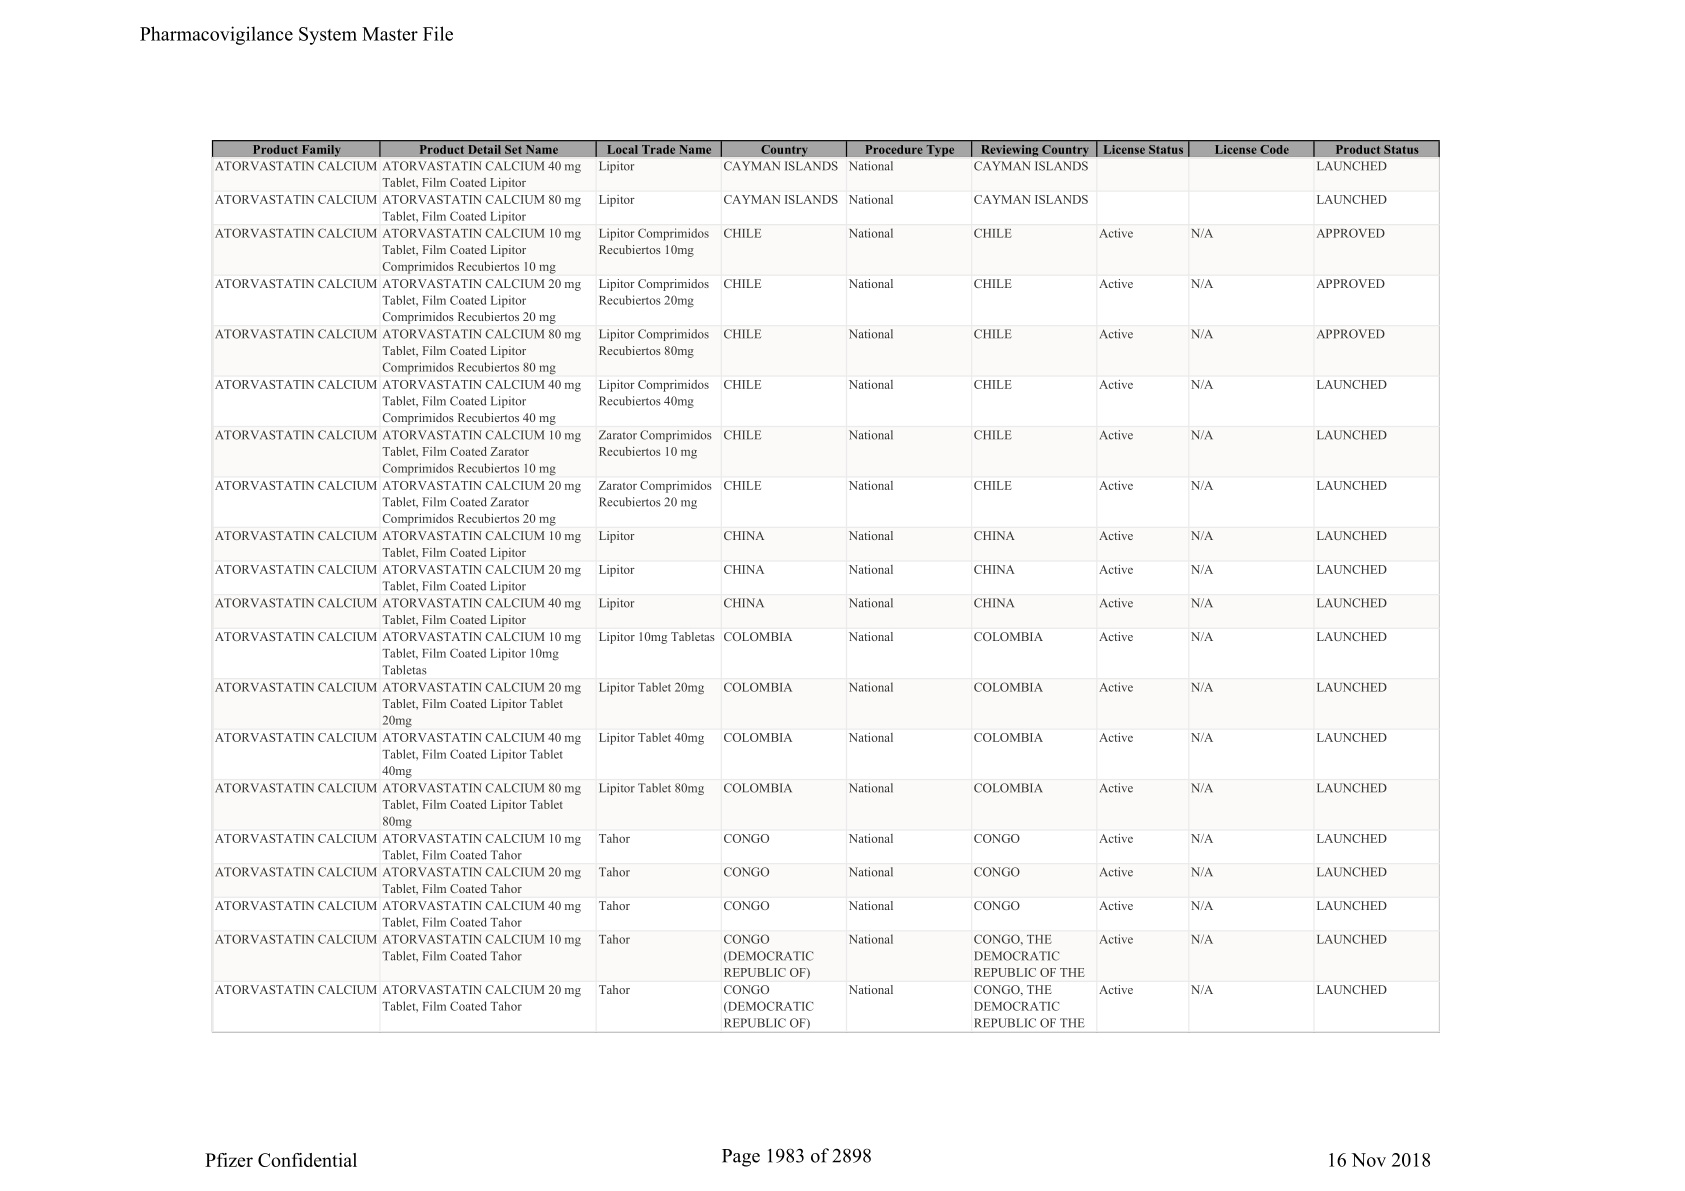 Pharmacovigilance System Master File
Product Family Product Detail Set Name Local Trade Name Country Procedure Type Reviewing Country License Status License Code Product Status
ATORVASTATIN CALCIUM ATORVASTATIN CALCIUM 40 mg Lipitor CAYMAN ISLANDS National CAYMAN ISLANDS LAUNCHED
Tablet, Film Coated Lipitor
ATORVASTATIN CALCIUM ATORVASTATIN CALCIUM 80 mg Lipitor CAYMAN ISLANDS National CAYMAN ISLANDS LAUNCHED
Tablet, Film Coated Lipitor
ATORVASTATIN CALCIUM ATORVASTATIN CALCIUM 10 mg Lipitor Comprimidos CHILE National CHILE Active N/A APPROVED
Tablet, Film Coated Lipitor Recubiertos 10mg
Comprimidos Recubiertos 10 mg
ATORVASTATIN CALCIUM ATORVASTATIN CALCIUM 20 mg Lipitor Comprimidos CHILE National CHILE Active N/A APPROVED
Tablet, Film Coated Lipitor Recubiertos 20mg
Comprimidos Recubiertos 20 mg
ATORVASTATIN CALCIUM ATORVASTATIN CALCIUM 80 mg Lipitor Comprimidos CHILE National CHILE Active N/A APPROVED
Tablet, Film Coated Lipitor Recubiertos 80mg
Comprimidos Recubiertos 80 mg
ATORVASTATIN CALCIUM ATORVASTATIN CALCIUM 40 mg Lipitor Comprimidos CHILE National CHILE Active N/A LAUNCHED
Tablet, Film Coated Lipitor Recubiertos 40mg
Comprimidos Recubiertos 40 mg
ATORVASTATIN CALCIUM ATORVASTATIN CALCIUM 10 mg Zarator Comprimidos CHILE National CHILE Active N/A LAUNCHED
Tablet, Film Coated Zarator Recubiertos 10 mg
Comprimidos Recubiertos 10 mg
ATORVASTATIN CALCIUM ATORVASTATIN CALCIUM 20 mg Zarator Comprimidos CHILE National CHILE Active N/A LAUNCHED
Tablet, Film Coated Zarator Recubiertos 20 mg
Comprimidos Recubiertos 20 mg
ATORVASTATIN CALCIUM ATORVASTATIN CALCIUM 10 mg Lipitor CHINA National CHINA Active N/A LAUNCHED
Tablet, Film Coated Lipitor
ATORVASTATIN CALCIUM ATORVASTATIN CALCIUM 20 mg Lipitor CHINA National CHINA Active N/A LAUNCHED
Tablet, Film Coated Lipitor
ATORVASTATIN CALCIUM ATORVASTATIN CALCIUM 40 mg Lipitor CHINA National CHINA Active N/A LAUNCHED
Tablet, Film Coated Lipitor
ATORVASTATIN CALCIUM ATORVASTATIN CALCIUM 10 mg Lipitor 10mg Tabletas COLOMBIA National COLOMBIA Active N/A LAUNCHED
Tablet, Film Coated Lipitor 10mg
Tabletas
ATORVASTATIN CALCIUM ATORVASTATIN CALCIUM 20 mg Lipitor Tablet 20mg COLOMBIA National COLOMBIA Active N/A LAUNCHED
Tablet, Film Coated Lipitor Tablet
20mg
ATORVASTATIN CALCIUM ATORVASTATIN CALCIUM 40 mg Lipitor Tablet 40mg COLOMBIA National COLOMBIA Active N/A LAUNCHED
Tablet, Film Coated Lipitor Tablet
40mg
ATORVASTATIN CALCIUM ATORVASTATIN CALCIUM 80 mg Lipitor Tablet 80mg COLOMBIA National COLOMBIA Active N/A LAUNCHED
Tablet, Film Coated Lipitor Tablet
80mg
ATORVASTATIN CALCIUM ATORVASTATIN CALCIUM 10 mg Tahor CONGO National CONGO Active N/A LAUNCHED
Tablet, Film Coated Tahor
ATORVASTATIN CALCIUM ATORVASTATIN CALCIUM 20 mg Tahor CONGO National CONGO Active N/A LAUNCHED
Tablet, Film Coated Tahor
ATORVASTATIN CALCIUM ATORVASTATIN CALCIUM 40 mg Tahor CONGO National CONGO Active N/A LAUNCHED
Tablet, Film Coated Tahor
ATORVASTATIN CALCIUM ATORVASTATIN CALCIUM 10 mg Tahor CONGO National CONGO, THE Active N/A LAUNCHED
Tablet, Film Coated Tahor (DEMOCRATIC DEMOCRATIC
REPUBLIC OF) REPUBLIC OF THE
ATORVASTATIN CALCIUM ATORVASTATIN CALCIUM 20 mg Tahor CONGO National CONGO, THE Active N/A LAUNCHED
Tablet, Film Coated Tahor (DEMOCRATIC DEMOCRATIC
REPUBLIC OF) REPUBLIC OF THE
Pfizer Confidential Page 1983 of 2898 16 Nov 2018